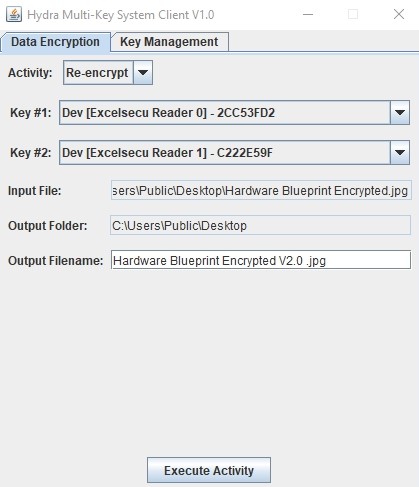 Hydra Multi-Key System Client V1.0
Data Encryption Key Management
Activity: Re-encrypt
Key #1: Dev [Excelsecu Reader 0] - 2CC53FD2
Key #2: Dev [Excelsecu Reader 1] - C222E59F
Input File: sers\Public\Desktop\Hardware Blueprint Encrypted.jpg
Output Folder: C:\Users\Public\Desktop
Output Filename: Hardware Blueprint Encrypted V2.0 .jpg
Execute Activity